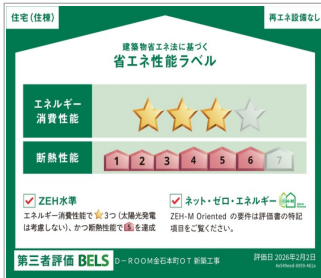 住宅(住棟)
再エネ設備なし
建築物省エネ法に基づく
省エネ性能ラベル
エネルギー
消費性能
断熱性能
1 2 3 4 5 6 7
ZEH水準
エネルギー消費性能で☆3つ(太陽光発電
は考慮しない)、かつ断熱性能で5を達成
ネット・ゼロ・エネルギー
ZEH-M Oriented の要件は評価書の特記
項目をご覧ください。
第三者評価 BELS
D-ROOM金石本町OT 新築工事
評価日 2026年2月2日